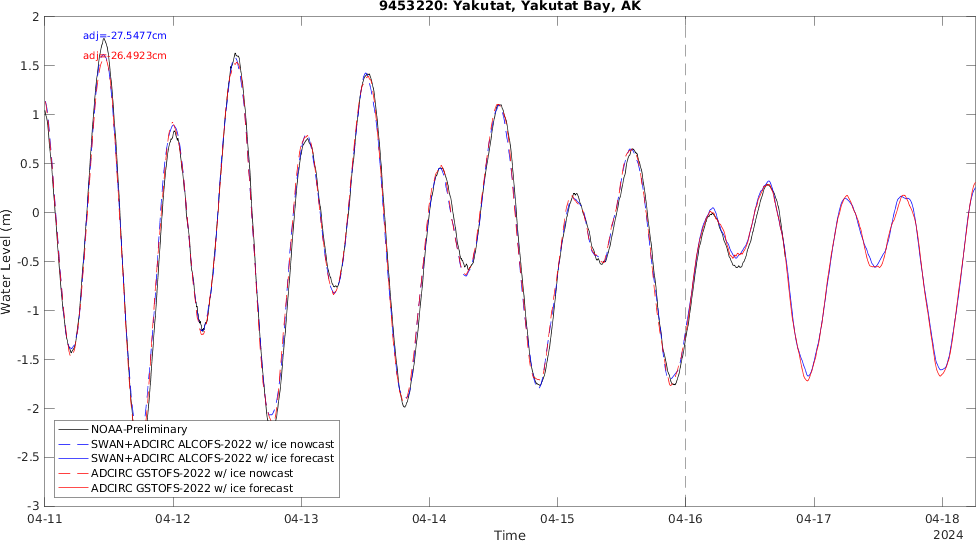 9453220: Yakutat, Yakutat Bay, AK
adj=-27.5477cm
adj=-26.4923cm
2
1.5
1
0.5
0
-0.5
-1
-1.5
-2
-2.5
-3
Water Level (m)
NOAA-Preliminary
SWAN+ADCIRC ALCOFS-2022 w/ ice nowcast
SWAN+ADCIRC ALCOFS-2022 w/ ice forecast
ADCIRC GSTOFS-2022 w/ ice nowcast
ADCIRC GSTOFS-2022 w/ ice forecast
04-11 04-12 04-13 04-14 04-15 04-16 04-17 04-18
Time
2024